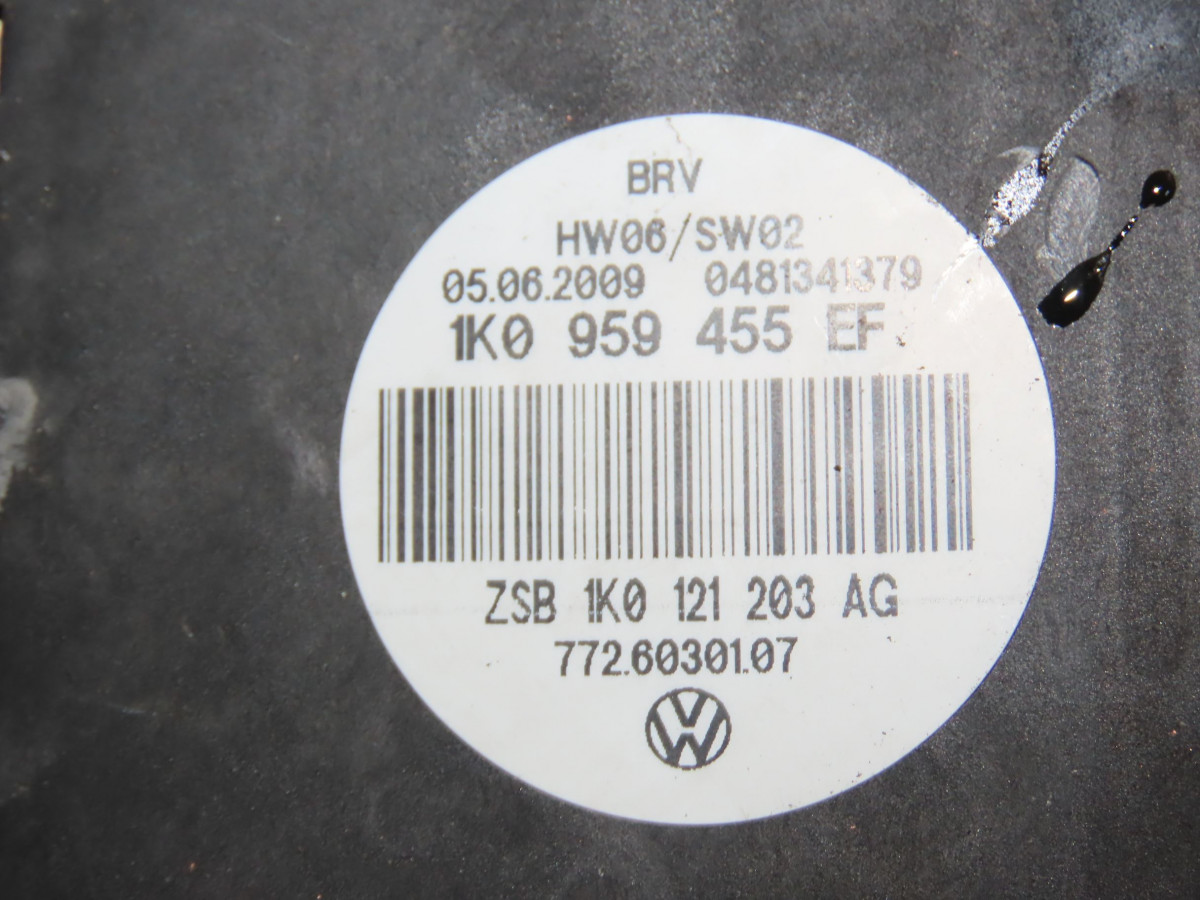 BRV
HW06/SW02
05.06.2009 0481341379
1K0 959 455 EF
ZSB 1K0 121 203 AG
772.60301.07